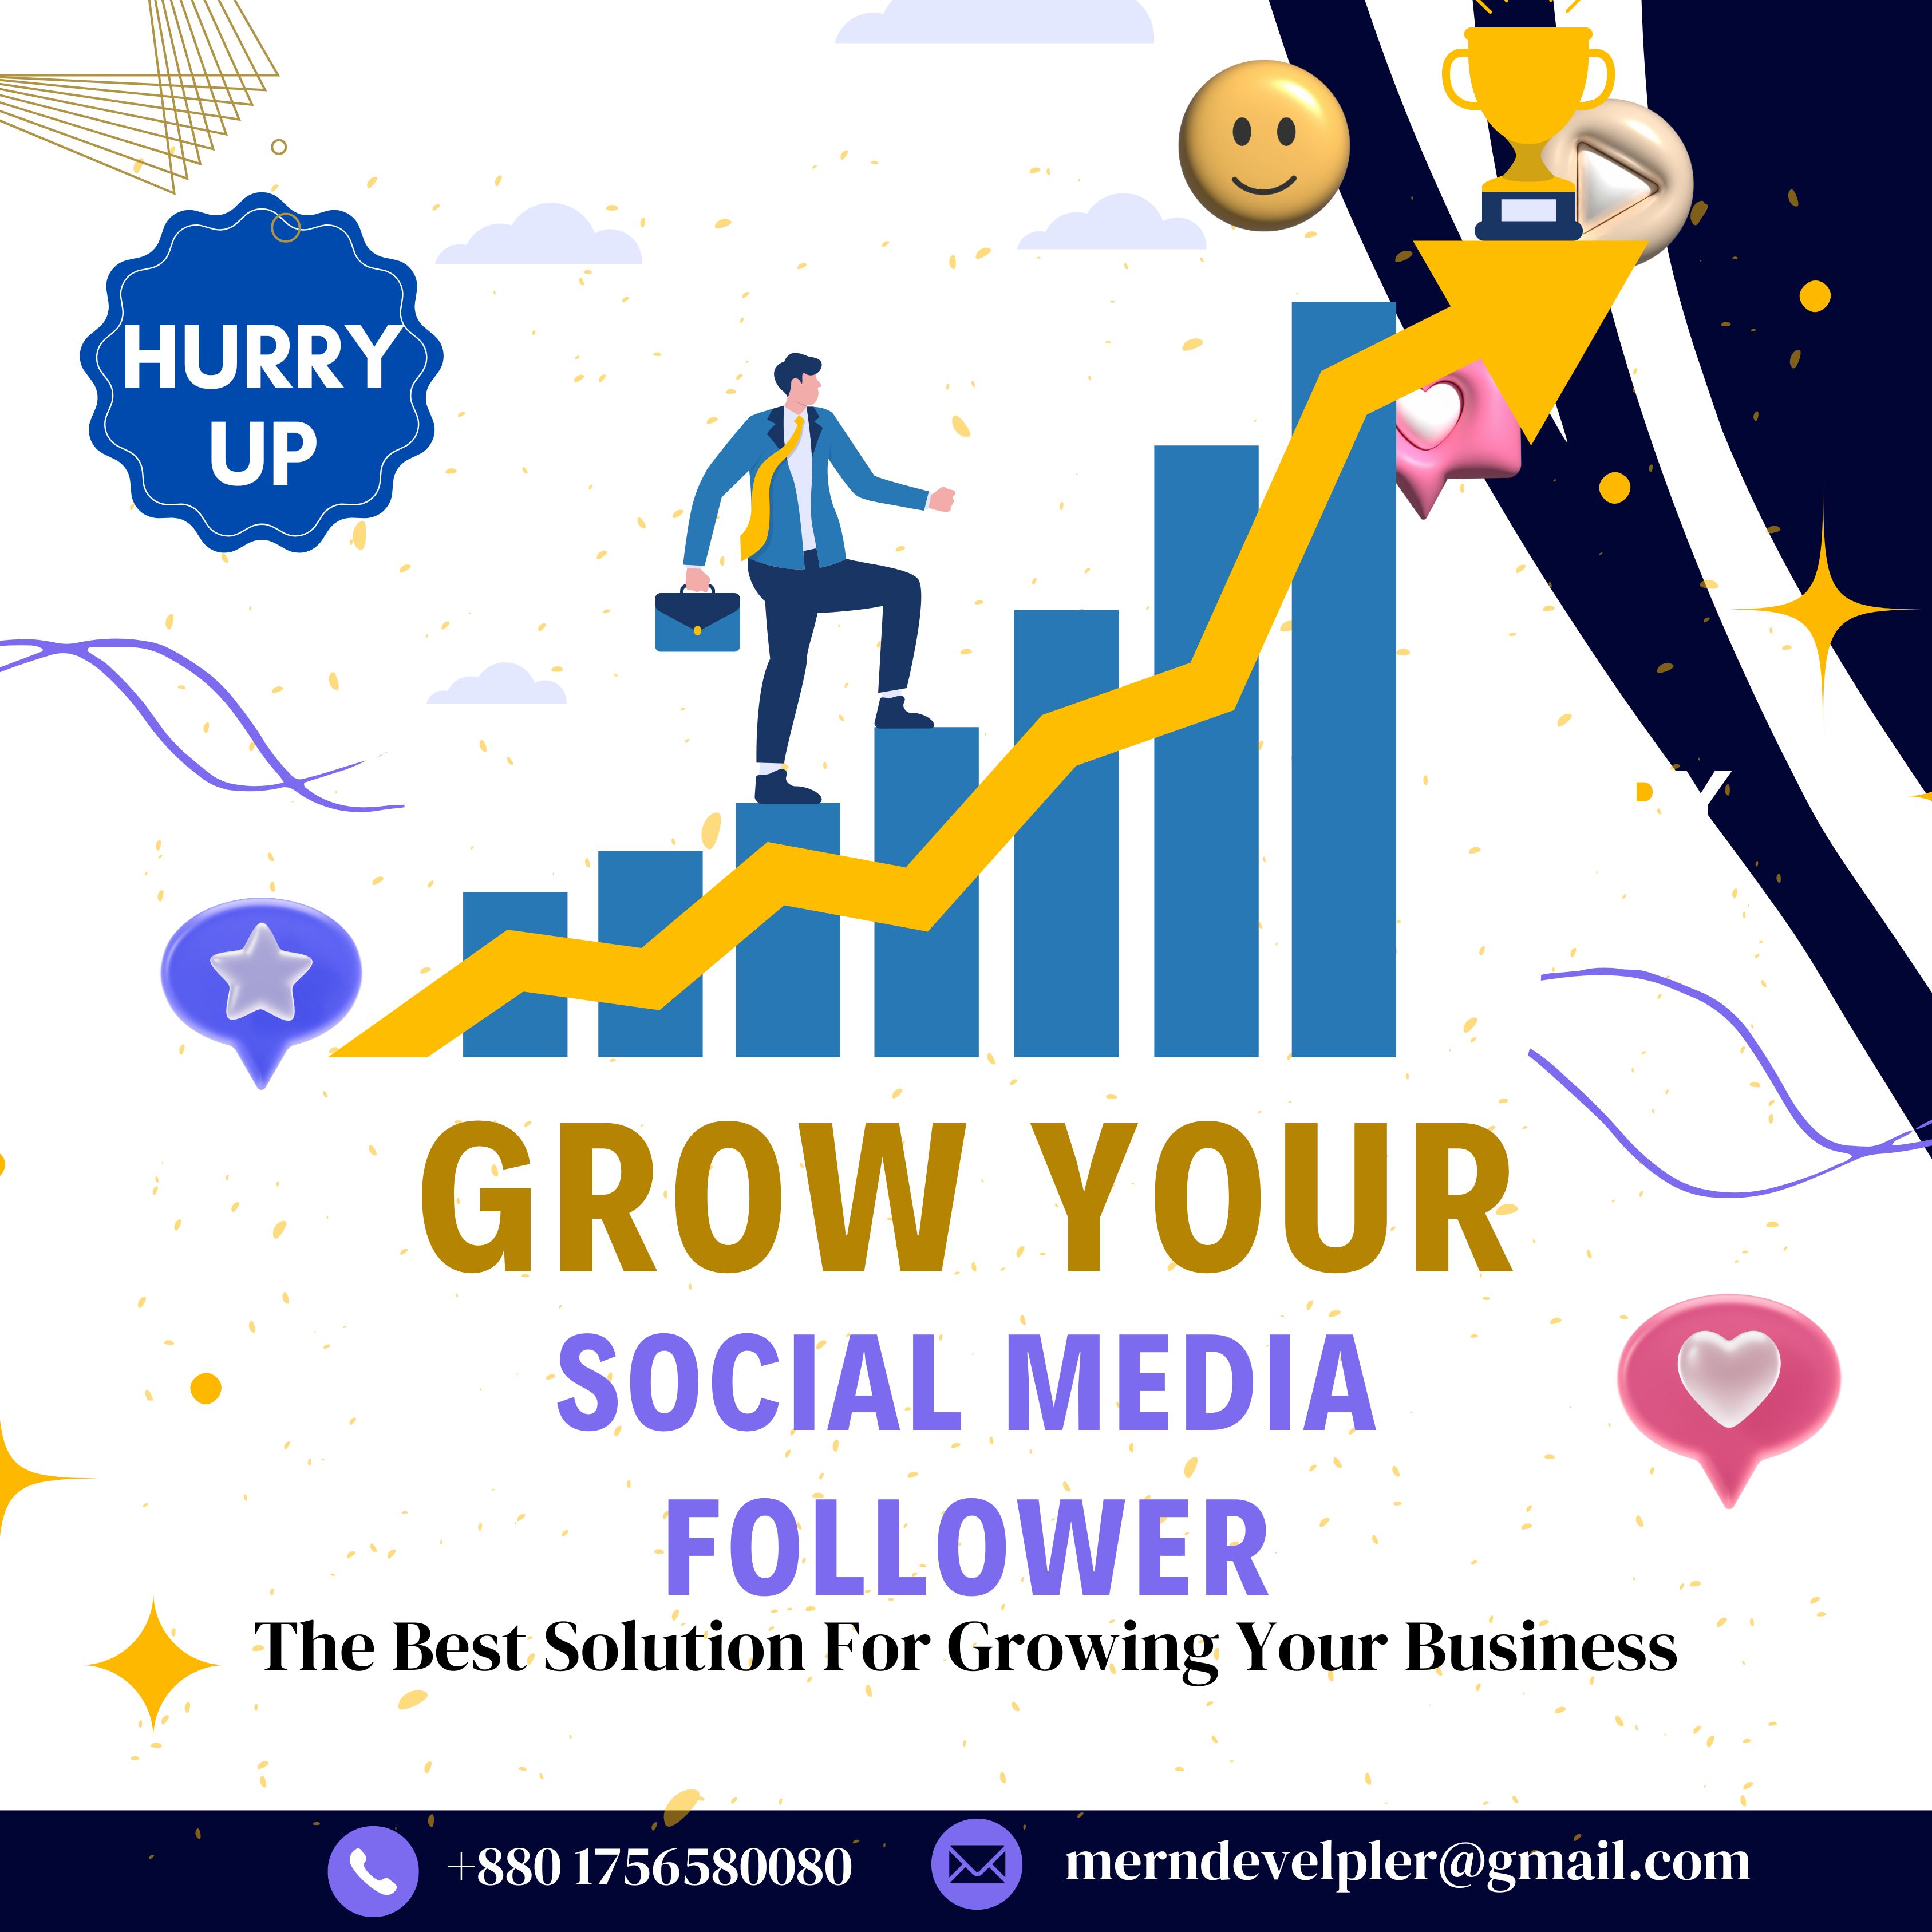 HURRY
UP
GROW YOUR
SOCIAL MEDIA
FOLLOWER
The Best Solution For Growing Your Business
+880 1756580080
merndevelpler@gmail.com